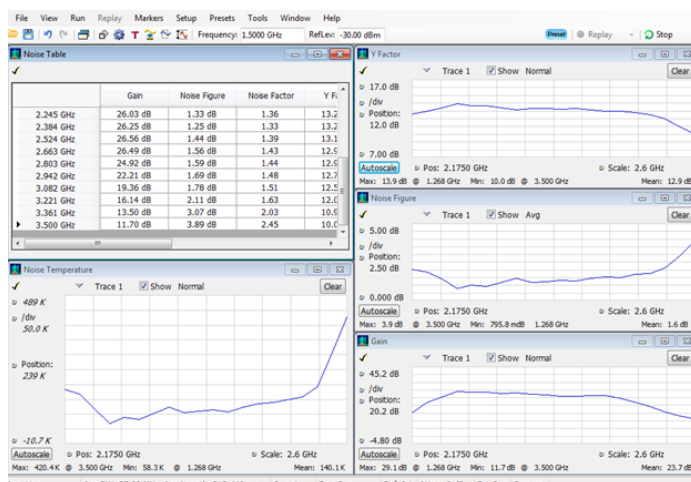 File View Run Replay Markers Setup Presets Tools Window Help
Frequency: 1.5000 GHz RefLev: -30.00 dBm Preset Replay Stop
Noise Table
Gain Noise Figure Noise Factor
2.245 GHz 26.03 dB 1.33 dB 1.36 13.2
2.384 GHz 26.25 dB 1.25 dB 1.33 13.2
2.524 GHz 26.56 dB 1.44 dB 1.39 13.1
2.663 GHz 26.49 dB 1.56 dB 1.43 12.9
2.803 GHz 24.92 dB 1.59 dB 1.44 12.9
2.942 GHz 22.21 dB 1.69 dB 1.48 12.7
3.082 GHz 19.36 dB 1.78 dB 1.51 12.5
3.221 GHz 16.14 dB 2.11 dB 1.63 12.0
3.361 GHz 13.50 dB 3.07 dB 2.03 10.9
3.500 GHz 11.70 dB 3.89 dB 2.45 10.0
Y Factor
Trace 1 Show Normal Clear
17.0 dB
/div
Position:
12.0 dB
7.00 dB
Autoscale Pos: 2.1750 GHz Scale: 2.6 GHz
Max: 13.9 dB @ 1.268 GHz Min: 10.0 dB @ 3.500 GHz Mean: 12.9 dB
Noise Figure
Trace 1 Show Avg Clear
5.00 dB
/div
Position:
2.50 dB
0.000 dB
Autoscale Pos: 2.1750 GHz Scale: 2.6 GHz
Max: 3.9 dB @ 3.500 GHz Min: 795.8 mdB 1.268 GHz Mean: 1.6 dB
Noise Temperature
Trace 1 Show Normal Clear
489 K
/div
50.0 K
Position:
239 K
-10.7 K
Autoscale Pos: 2.1750 GHz Scale: 2.6 GHz
Max: 420.4 K @ 3.500 GHz Min: 58.3 K @ 1.268 GHz Mean: 140.1 K
Gain
Trace 1 Show Normal Clear
45.2 dB
/div
Position:
20.2 dB
-4.80 dB
Autoscale Pos: 2.1750 GHz Scale: 2.6 GHz
Max: 29.1 dB @ 1.268 GHz Min: 11.7 dB @ 3.500 GHz Mean: 23.7 dB